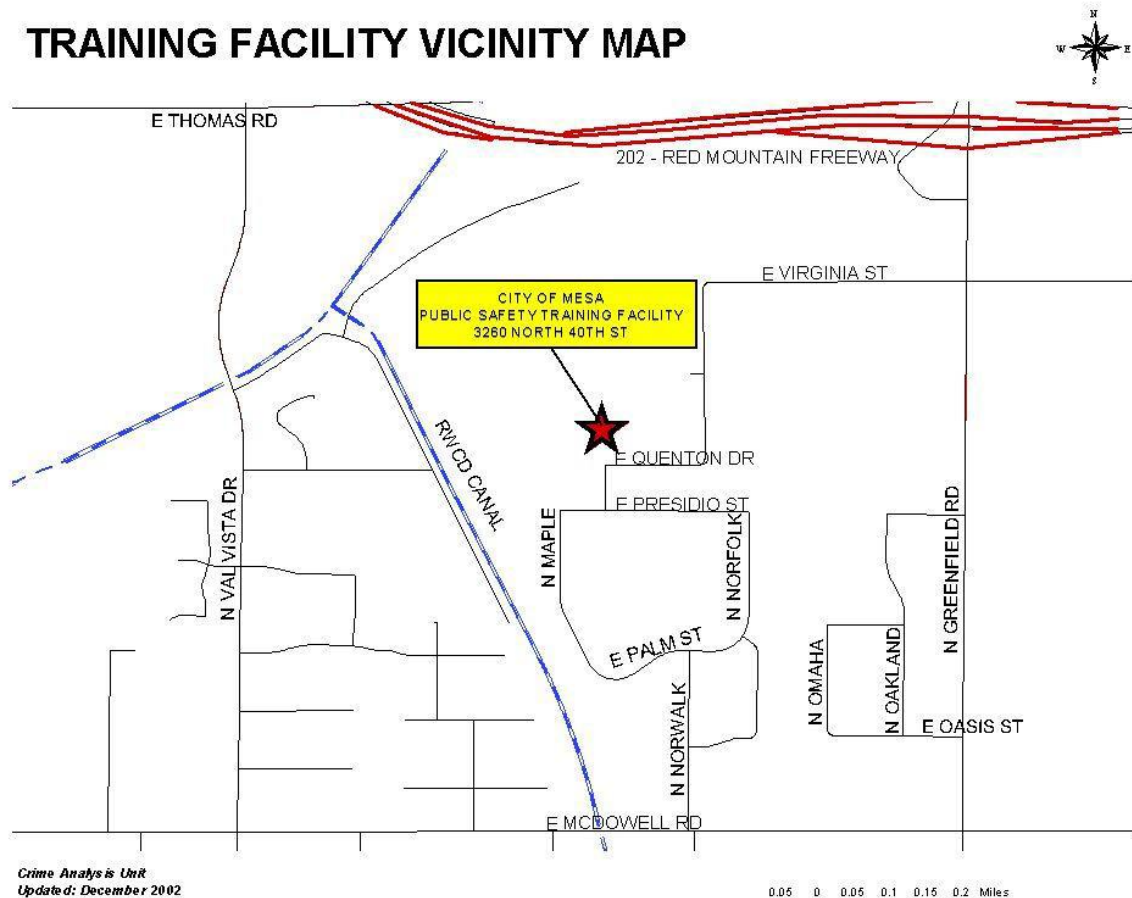 TRAINING FACILITY VICINITY MAP
N
W E
S
E THOMAS RD
202 - RED MOUNTAIN FREEWAY
E VIRGINIA ST
CITY OF MESA
PUBLIC SAFETY TRAINING FACILITY
3260 NORTH 40TH ST
RWCD CANAL
E QUENTON DR
E PRESIDIO ST
N VAL VISTA DR
N MAPLE
N NORFOLK
N GREENFIELD RD
E PALM ST
N OMAHA
N OAKLAND
N NORWALK
E OASIS ST
E MCDOWELL RD
Crime Analysis Unit
Updated: December 2002
0.05 0 0.05 0.1 0.15 0.2 Miles